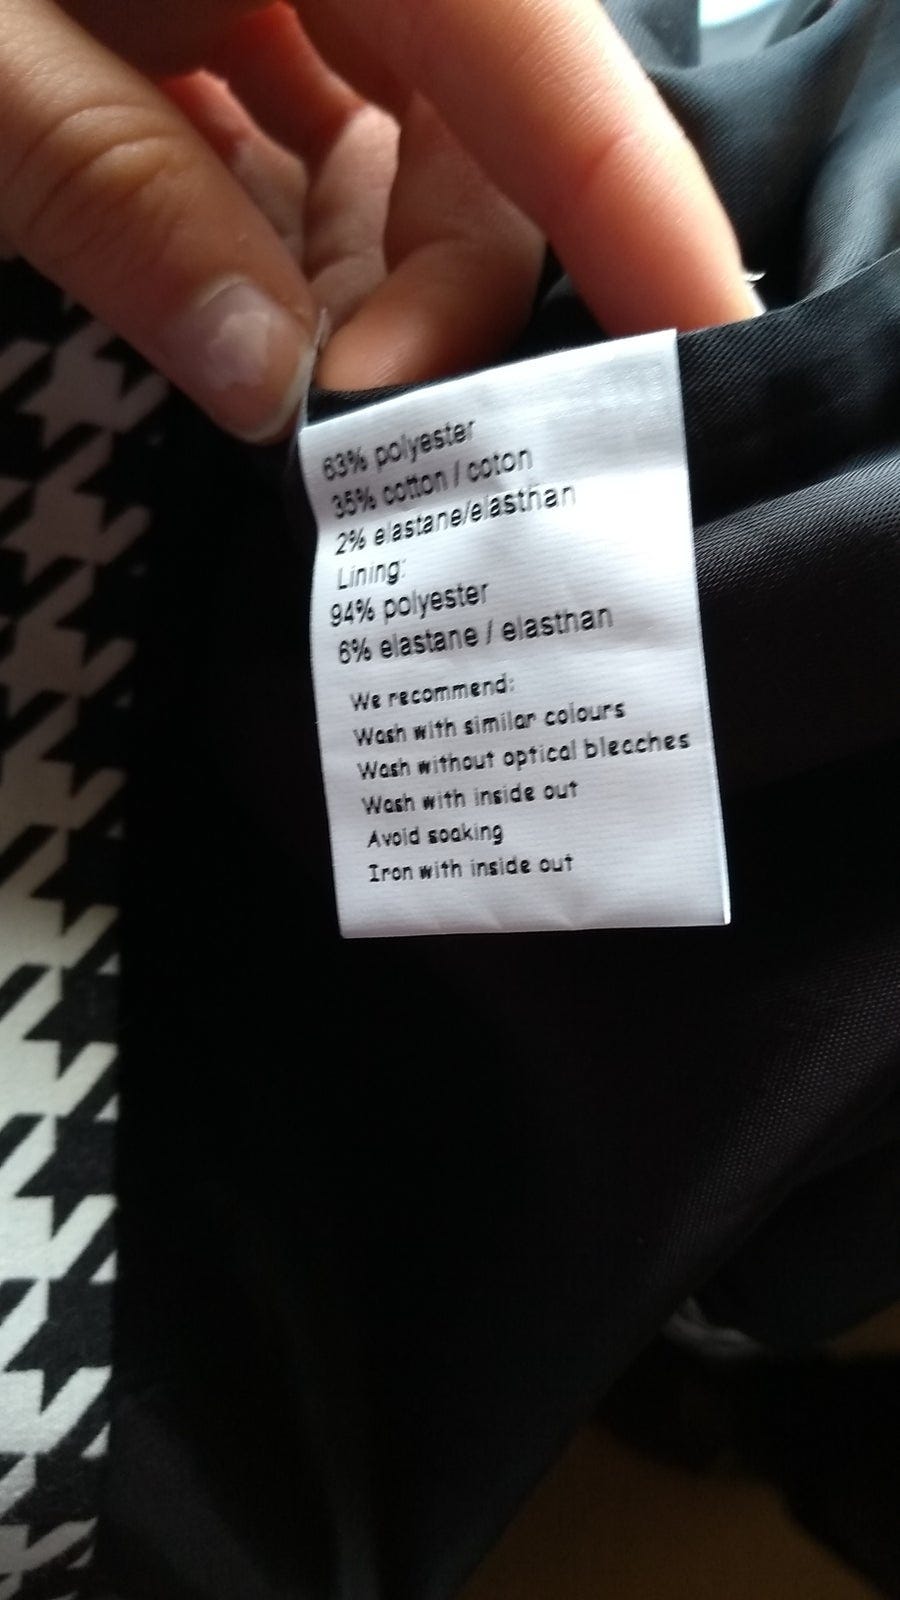 63% polyester
35% cotton / coton
2% elastane/elasthan
Lining:
94% polyester
6% elastane / elasthan
We recommend:
Wash with similar colours
Wash without optical bleaches
Wash with inside out
Avoid soaking
Iron with inside out